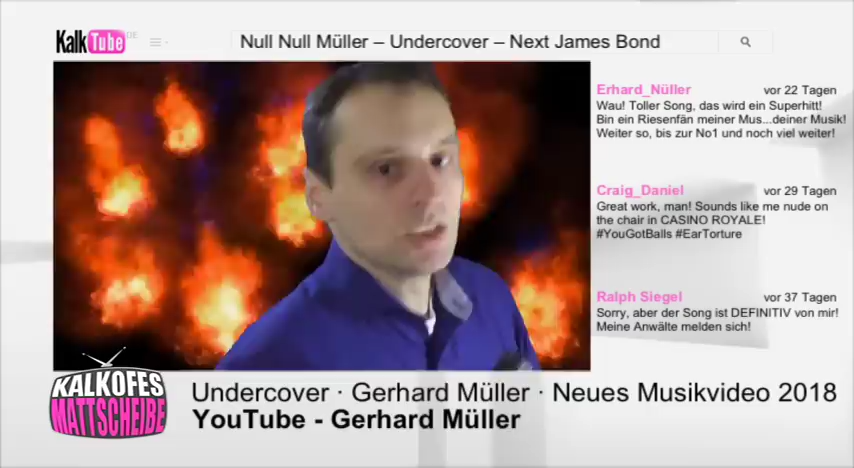 Kalk Tube DE
Null Null Müller – Undercover – Next James Bond
Erhard_Nüller vor 22 Tagen
Wau! Toller Song, das wird ein Superhitt!
Bin ein Riesenfän meiner Mus...deiner Musik!
Weiter so, bis zur No1 und noch viel weiter!
Craig_Daniel vor 29 Tagen
Great work, man! Sounds like me nude on
the chair in CASINO ROYALE!
#YouGotBalls #EarTorture
Ralph Siegel vor 37 Tagen
Sorry, aber der Song ist DEFINITIV von mir!
Meine Anwälte melden sich!
KALKOFES
MATTSCHEIBE
Undercover · Gerhard Müller · Neues Musikvideo 2018
YouTube - Gerhard Müller